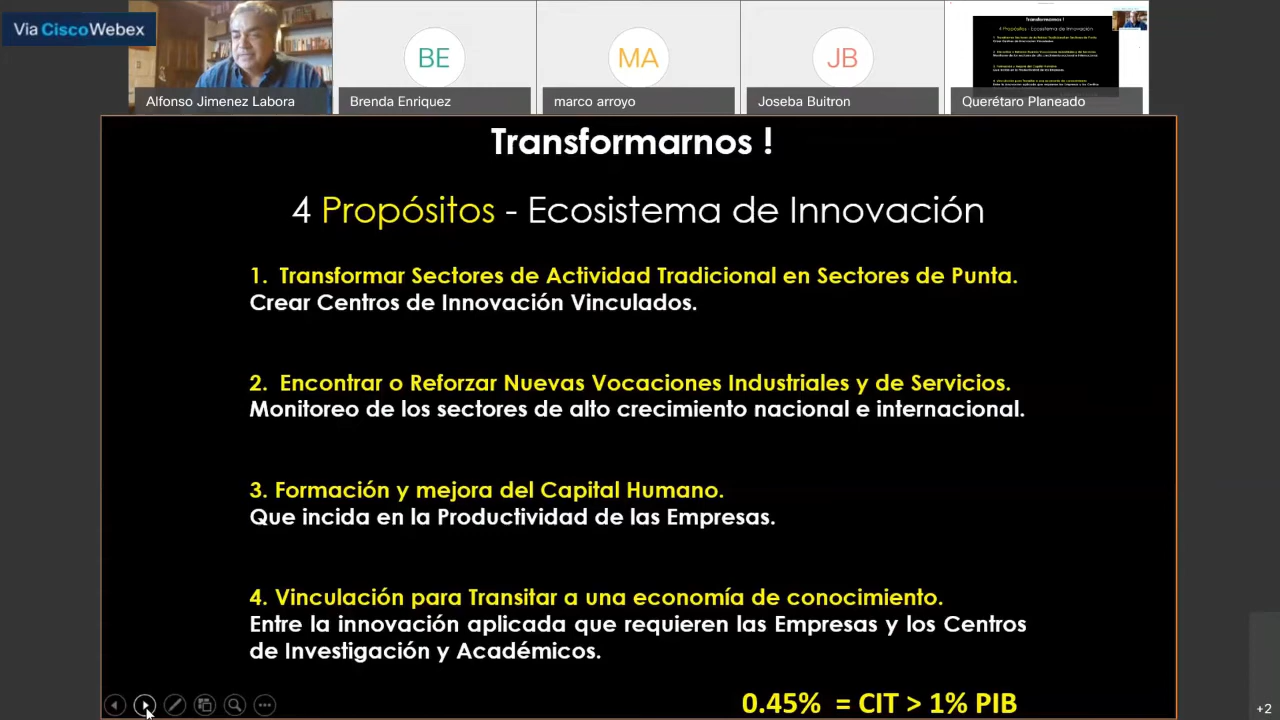 Via CiscoWebex
BE
MA
JB
Alfonso Jimenez Labora
Brenda Enriquez
marco arroyo
Joseba Buitron
Querétaro Planeado
Transformarnos !
4 Propósitos - Ecosistema de Innovación
1. Transformar Sectores de Actividad Tradicional en Sectores de Punta.
Crear Centros de Innovación Vinculados.
2. Encontrar o Reforzar Nuevas Vocaciones Industriales y de Servicios.
Monitoreo de los sectores de alto crecimiento nacional e internacional.
3. Formación y mejora del Capital Humano.
Que incida en la Productividad de las Empresas.
4. Vinculación para Transitar a una economía de conocimiento.
Entre la innovación aplicada que requieren las Empresas y los Centros
de Investigación y Académicos.
0.45% = CIT > 1% PIB
+2